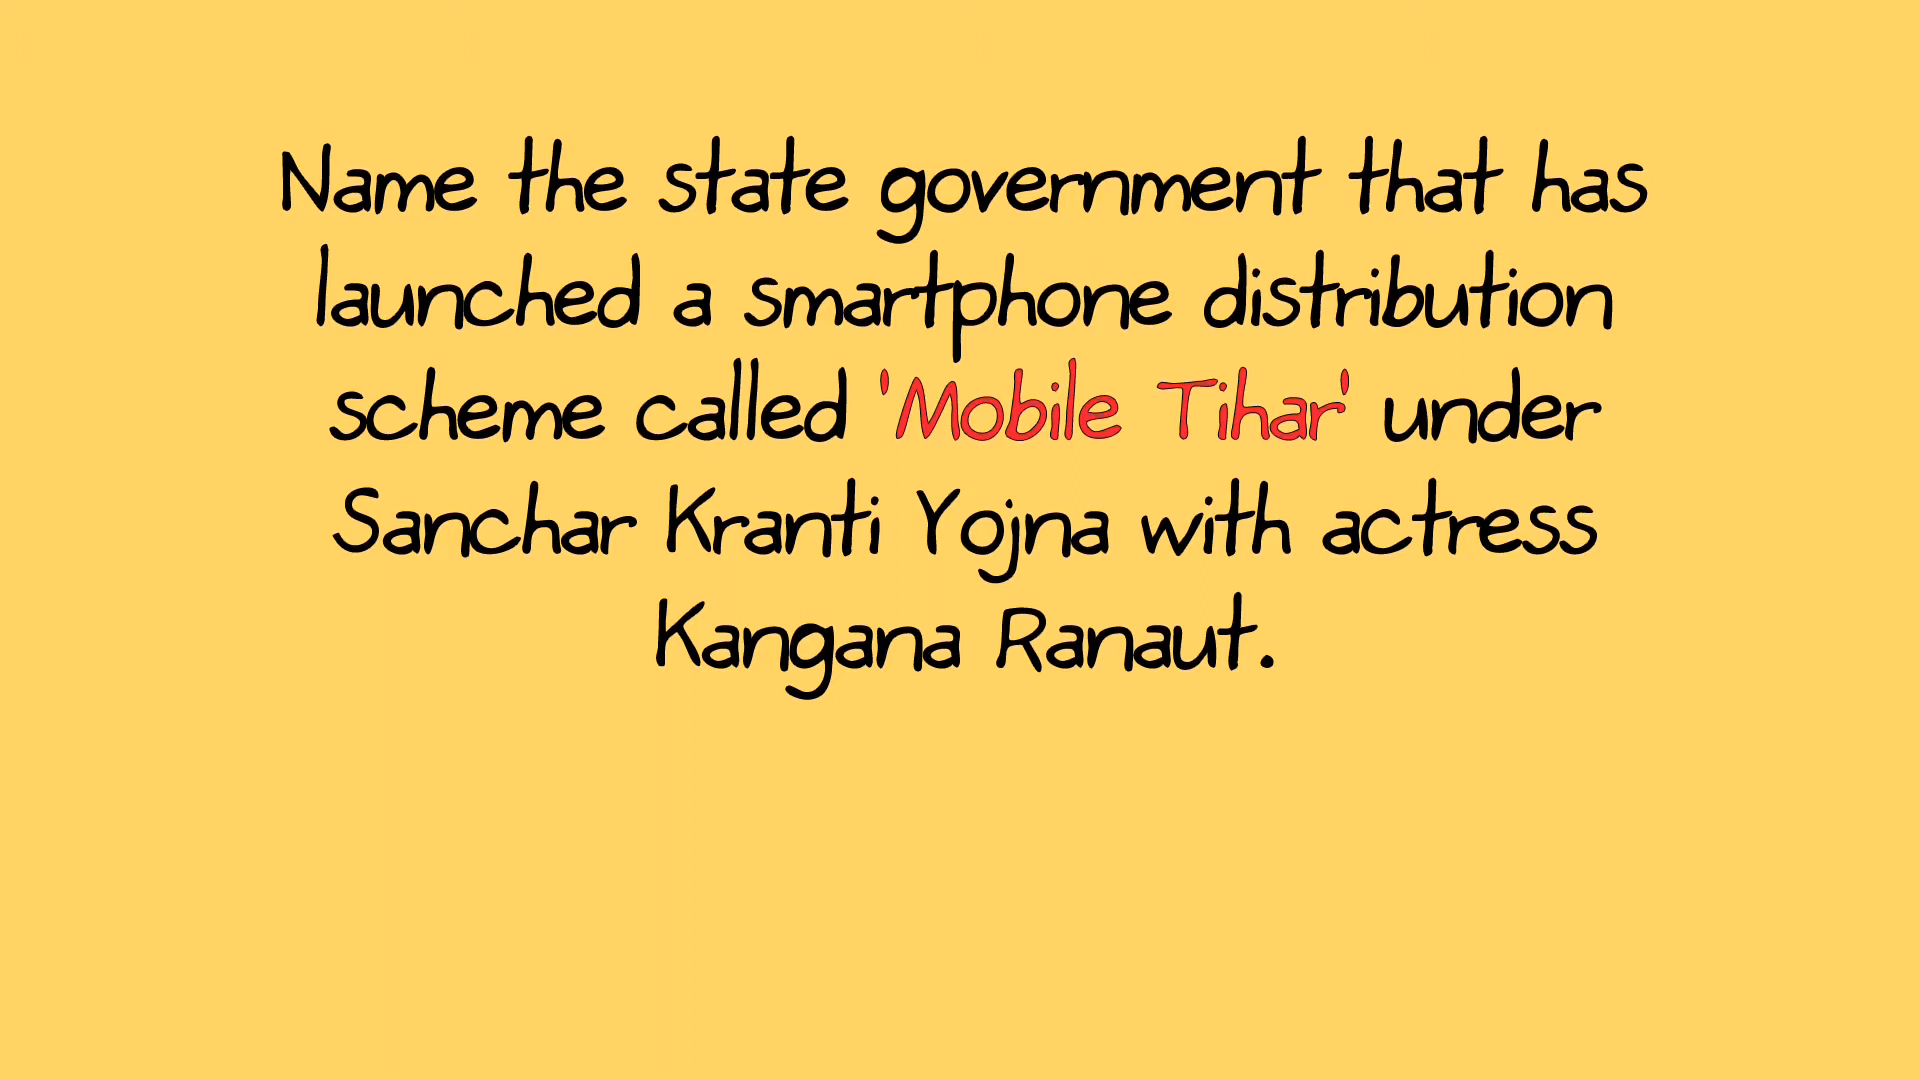 Name the state government that has
launched a smartphone distribution
scheme called 'Mobile Tihar' under
Sanchar Kranti Yojna with actress
Kangana Ranaut.